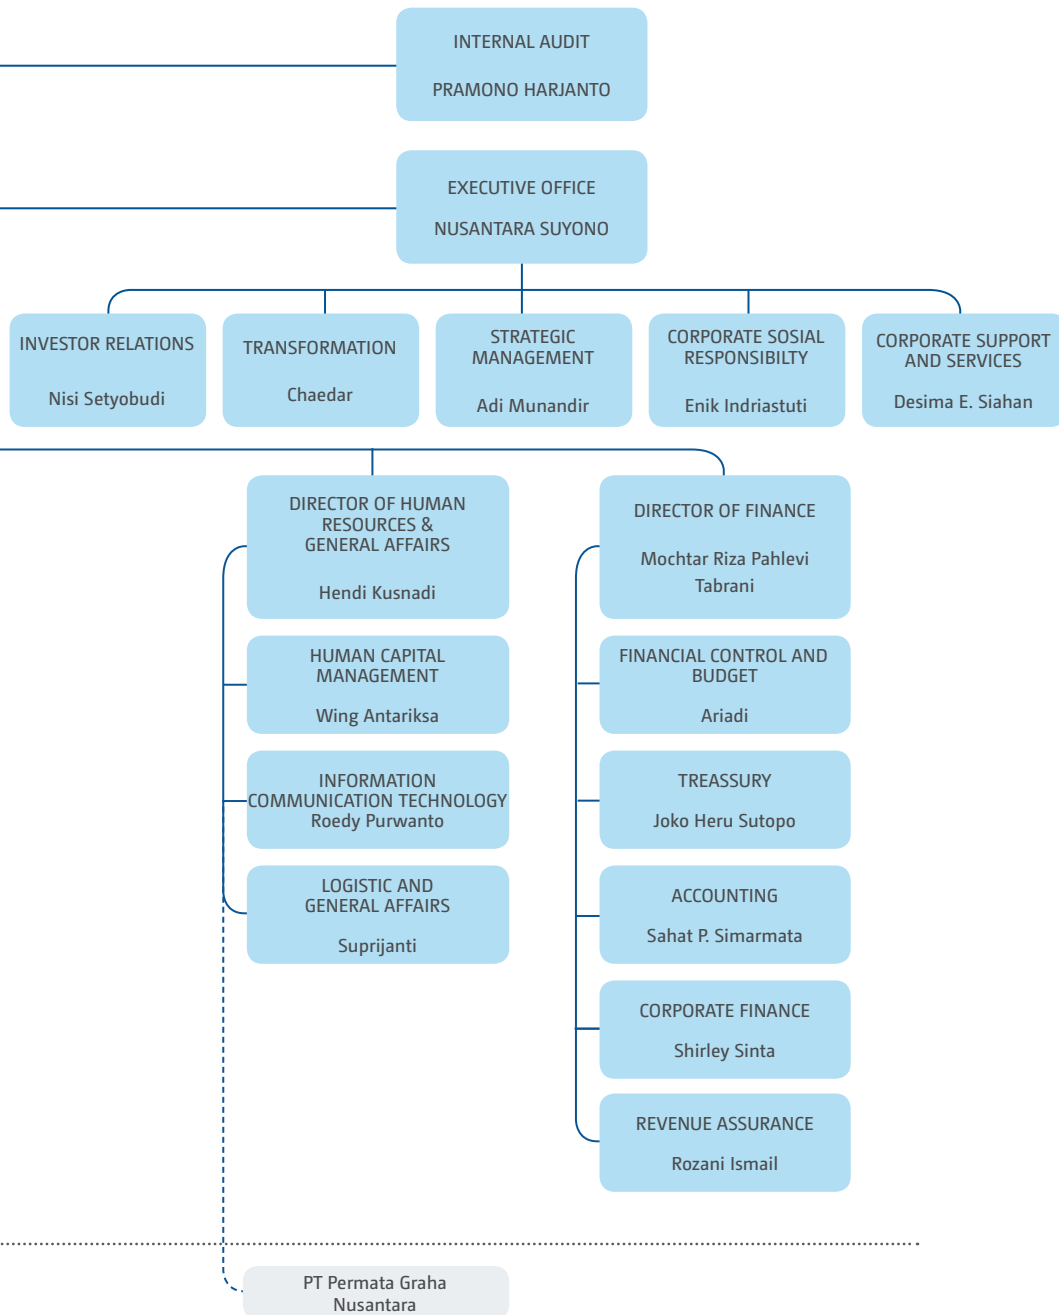 INTERNAL AUDIT
PRAMONO HARJANTO
EXECUTIVE OFFICE
NUSANTARA SUYONO
INVESTOR RELATIONS
Nisi Setyobudi
TRANSFORMATION
Chaedar
STRATEGIC
MANAGEMENT
Adi Munandir
CORPORATE SOSIAL
RESPONSIBILTY
Enik Indriastuti
CORPORATE SUPPORT
AND SERVICES
Desima E. Siahan
DIRECTOR OF HUMAN
RESOURCES &
GENERAL AFFAIRS
Hendi Kusnadi
HUMAN CAPITAL
MANAGEMENT
Wing Antariksa
INFORMATION
COMMUNICATION TECHNOLOGY
Roedy Purwanto
LOGISTIC AND
GENERAL AFFAIRS
Suprijanti
DIRECTOR OF FINANCE
Mochtar Riza Pahlevi
Tabrani
FINANCIAL CONTROL AND
BUDGET
Ariadi
TREASSURY
Joko Heru Sutopo
ACCOUNTING
Sahat P. Simarmata
CORPORATE FINANCE
Shirley Sinta
REVENUE ASSURANCE
Rozani Ismail
PT Permata Graha
Nusantara